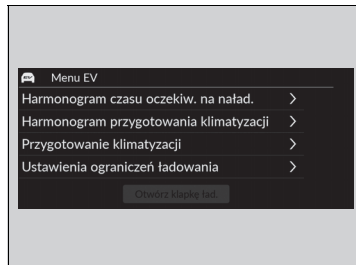 Menu EV
Harmonogram czasu oczekiw. na naład.
Harmonogram przygotowania klimatyzacji
Przygotowanie klimatyzacji
Ustawienia ograniczeń ładowania
Otwórz klapkę ład.